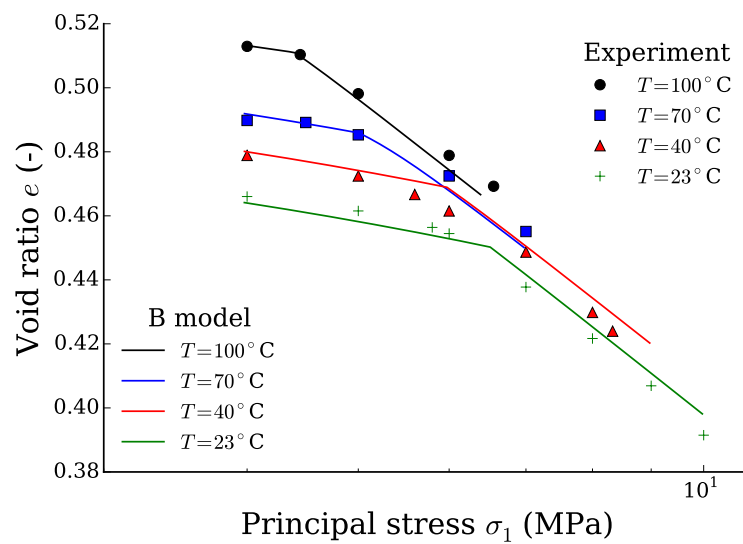 0.52
0.50
0.48
0.46
0.44
0.42
0.40
0.38
Void ratio e (-)
Experiment
T=100°C
T=70°C
T=40°C
T=23°C
B model
T=100°C
T=70°C
T=40°C
T=23°C
10¹
Principal stress σ₁ (MPa)